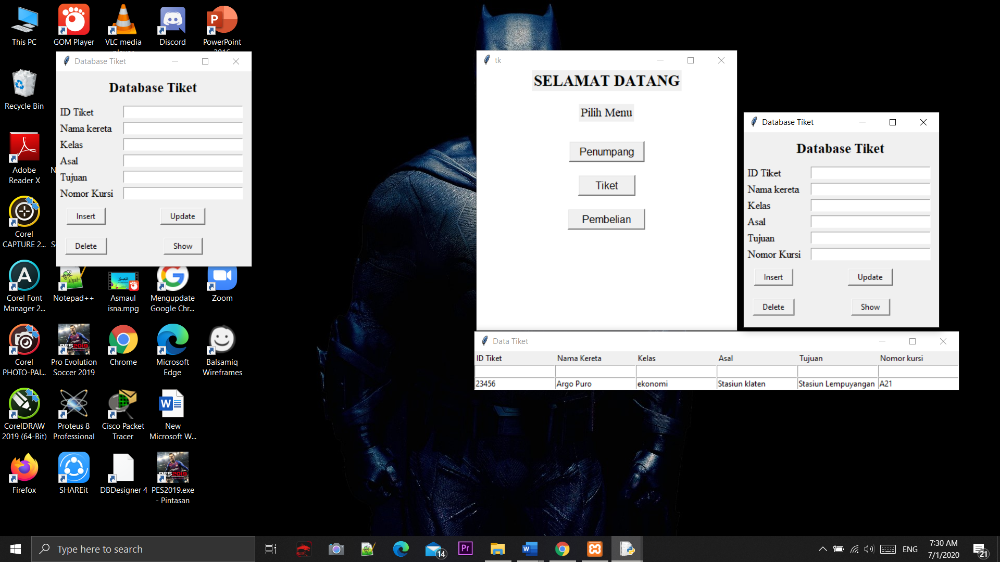 This PC
GOM Player
VLC media
Discord
PowerPoint
Recycle Bin
Adobe
Reader X
Corel
CAPTURE 2...
Corel Font
Manager 2...
Notepad++
Asmaul
isna.mpg
Mengupdate
Google Chr...
Zoom
Corel
PHOTO-PAI...
Pro Evolution
Soccer 2019
Chrome
Microsoft
Edge
Balsamiq
Wireframes
CorelDRAW
2019 (64-Bit)
Proteus 8
Professional
Cisco Packet
Tracer
New
Microsoft W...
Firefox
SHAREit
DBDesigner 4
PES2019.exe
- Pintasan
Database Tiket
Database Tiket
ID Tiket
Nama kereta
Kelas
Asal
Tujuan
Nomor Kursi
Insert
Update
Delete
Show
tk
SELAMAT DATANG
Pilih Menu
Penumpang
Tiket
Pembelian
Database Tiket
Database Tiket
ID Tiket
Nama kereta
Kelas
Asal
Tujuan
Nomor Kursi
Insert
Update
Delete
Show
Data Tiket
ID Tiket Nama Kereta Kelas Asal Tujuan Nomor kursi
23456 Argo Puro ekonomi Stasiun klaten Stasiun Lempuyangan A21
Type here to search
14
Pr
ENG
7:30 AM
7/1/2020
21